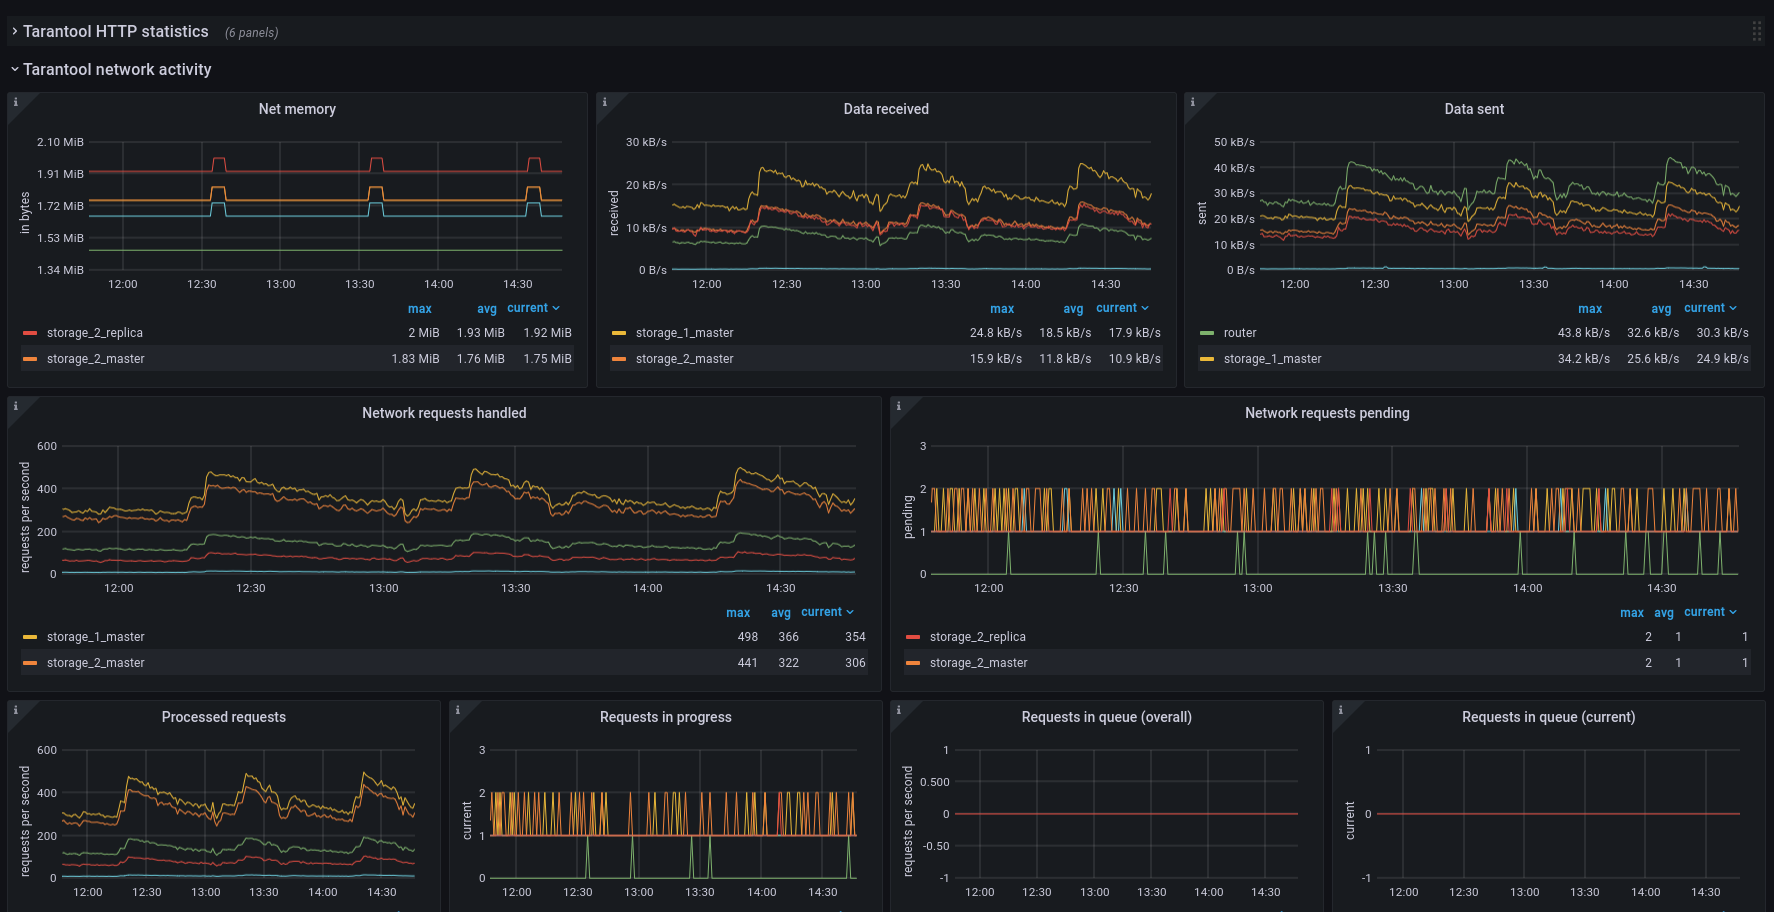 Tarantool HTTP statistics (6 panels)
Tarantool network activity
Net memory
in bytes
2.10 MiB
1.91 MiB
1.72 MiB
1.53 MiB
1.34 MiB
12:00 12:30 13:00 13:30 14:00 14:30
max avg current
storage_2_replica 2 MiB 1.93 MiB 1.92 MiB
storage_2_master 1.83 MiB 1.76 MiB 1.75 MiB
Data received
received
30 kB/s
20 kB/s
10 kB/s
0 B/s
12:00 12:30 13:00 13:30 14:00 14:30
max avg current
storage_1_master 24.8 kB/s 18.5 kB/s 17.9 kB/s
storage_2_master 15.9 kB/s 11.8 kB/s 10.9 kB/s
Data sent
sent
50 kB/s
40 kB/s
30 kB/s
20 kB/s
10 kB/s
0 B/s
12:00 12:30 13:00 13:30 14:00 14:30
max avg current
router 43.8 kB/s 32.6 kB/s 30.3 kB/s
storage_1_master 34.2 kB/s 25.6 kB/s 24.9 kB/s
Network requests handled
requests per second
600
400
200
0
12:00 12:30 13:00 13:30 14:00 14:30
max avg current
storage_1_master 498 366 354
storage_2_master 441 322 306
Network requests pending
pending
3
2
1
0
12:00 12:30 13:00 13:30 14:00 14:30
max avg current
storage_2_replica 2 1 1
storage_2_master 2 1 1
Processed requests
requests per second
600
400
200
0
12:00 12:30 13:00 13:30 14:00 14:30
Requests in progress
current
3
2
1
0
12:00 12:30 13:00 13:30 14:00 14:30
Requests in queue (overall)
requests per second
1
0.500
0
-0.50
-1
12:00 12:30 13:00 13:30 14:00 14:30
Requests in queue (current)
current
1
0
-1
12:00 12:30 13:00 13:30 14:00 14:30